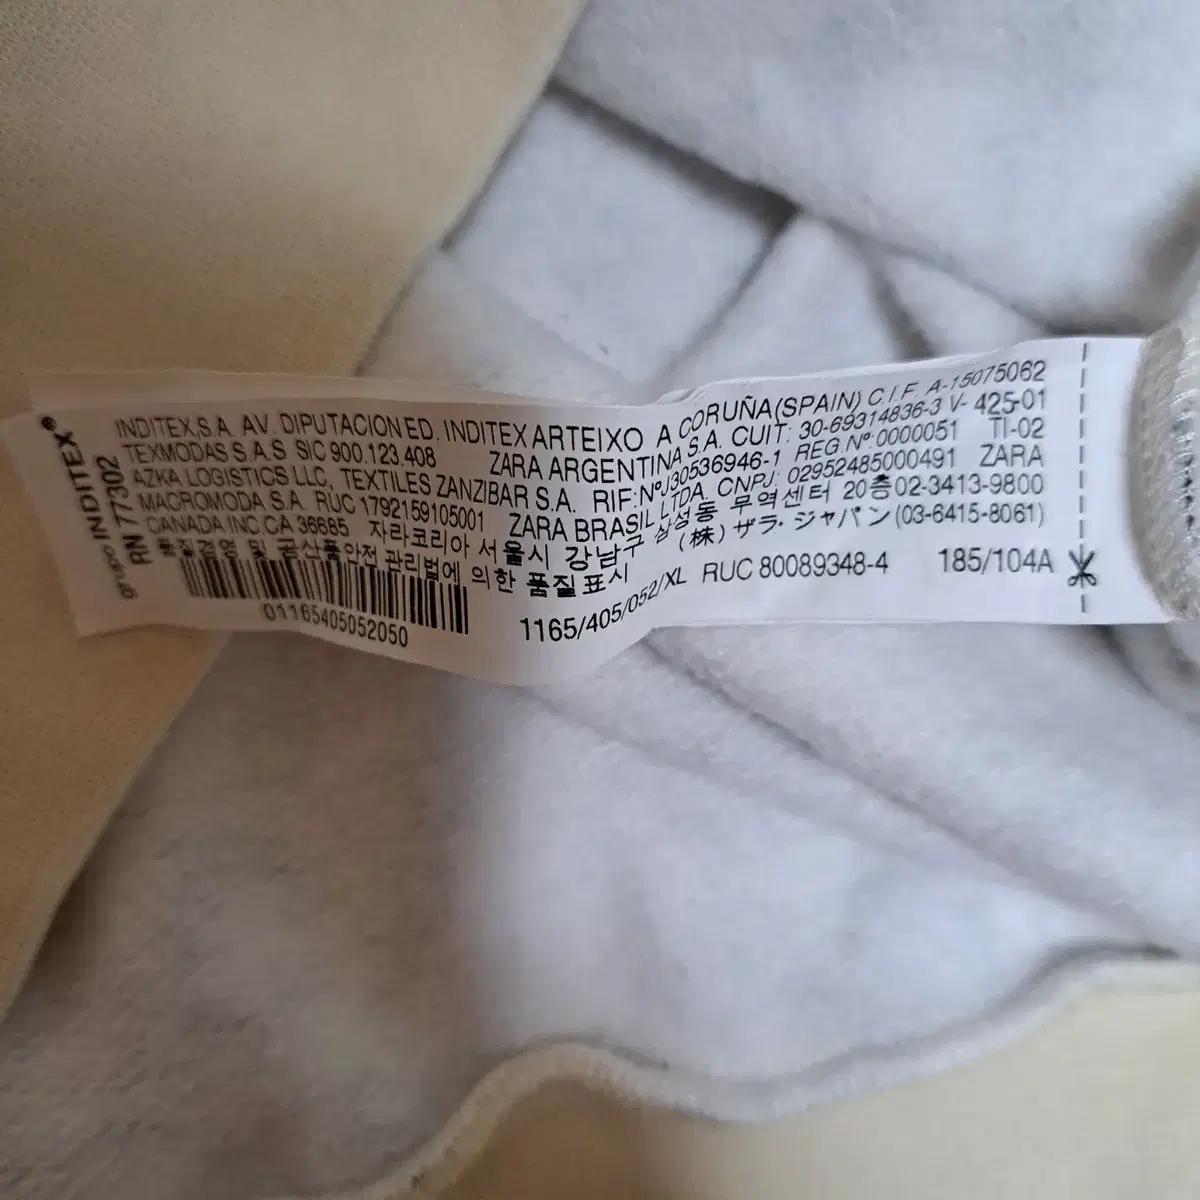 grupo INDITEX®
RN 77302
INDITEX,S.A. AV. DIPUTACION ED. INDITEX ARTEIXO A CORUÑA(SPAIN) C.I.F. A-15075062
TEXMODAS S.A.S SIC 900.123.408 ZARA ARGENTINA S.A. CUIT: 30-69314836-3 V- 425-01
AZKA LOGISTICS LLC, TEXTILES ZANZIBAR S.A. RIF:NºJ30536946-1 REG.Nº:0000051 TI-02
MACROMODA S.A. RUC 1792159105001 ZARA BRASIL LTDA. CNPJ: 02952485000491 ZARA
CANADA INC.CA 36685 자라코리아 서울시 강남구 삼성동 무역센터 20층02-3413-9800
품질경영 및 공산품안전 관리법에 의한 품질표시 (株) ザラ・ジャパン (03-6415-8061)
01165405052050
1165/405/052/XL RUC 80089348-4 185/104A